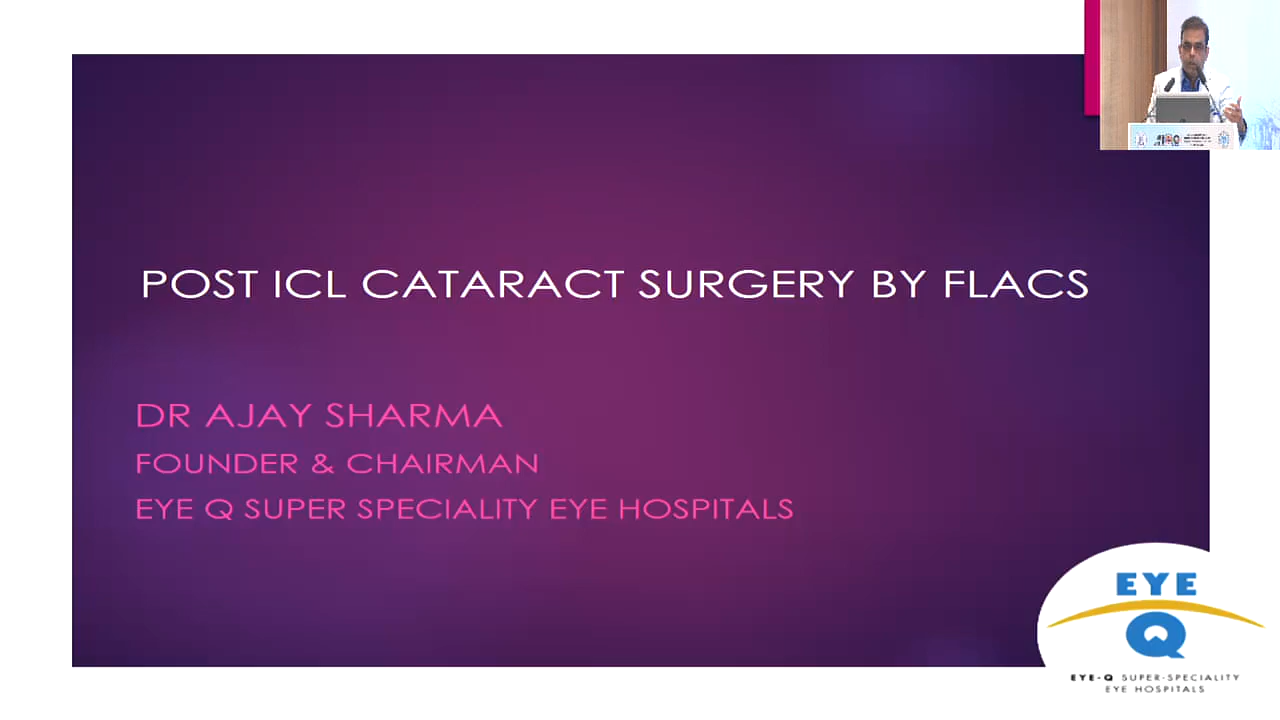 POST ICL CATARACT SURGERY BY FLACS
DR AJAY SHARMA
FOUNDER & CHAIRMAN
EYE Q SUPER SPECIALITY EYE HOSPITALS
EYE
Q
EYE-Q SUPER-SPECIALITY
EYE HOSPITALS